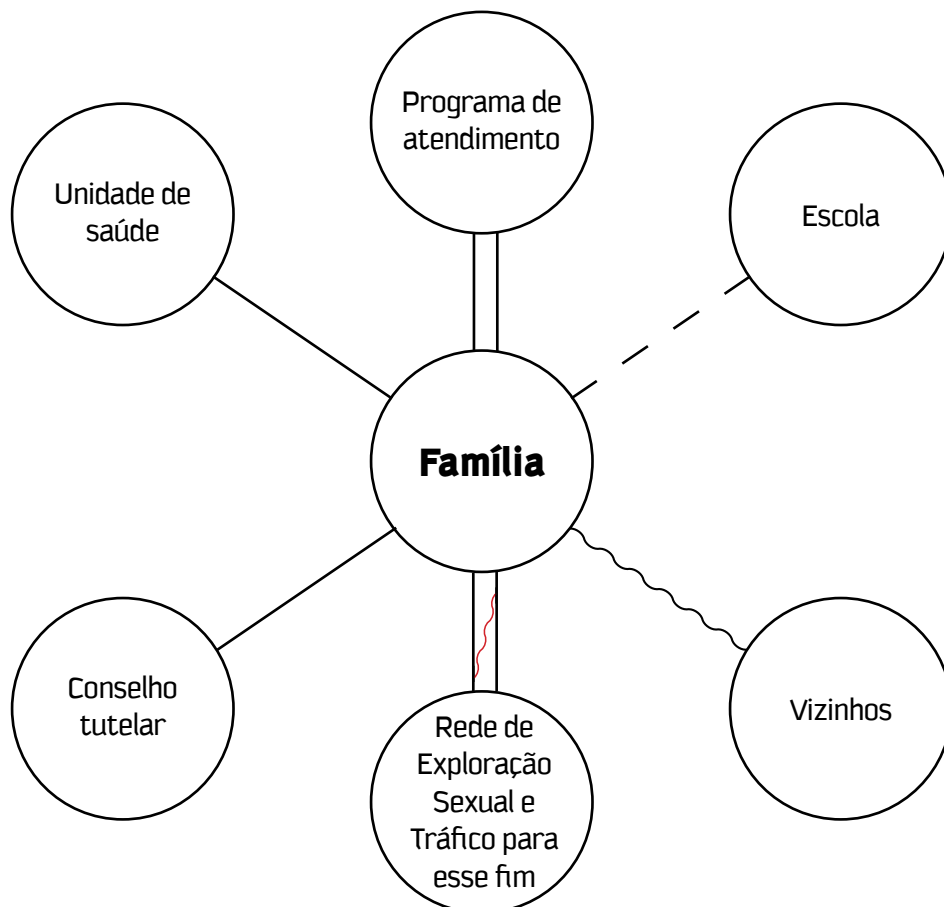 Programa de
atendimento
Unidade de
saúde
Escola
Família
Conselho
tutelar
Rede de
Exploração
Sexual e
Tráfico para
esse fim
Vizinhos